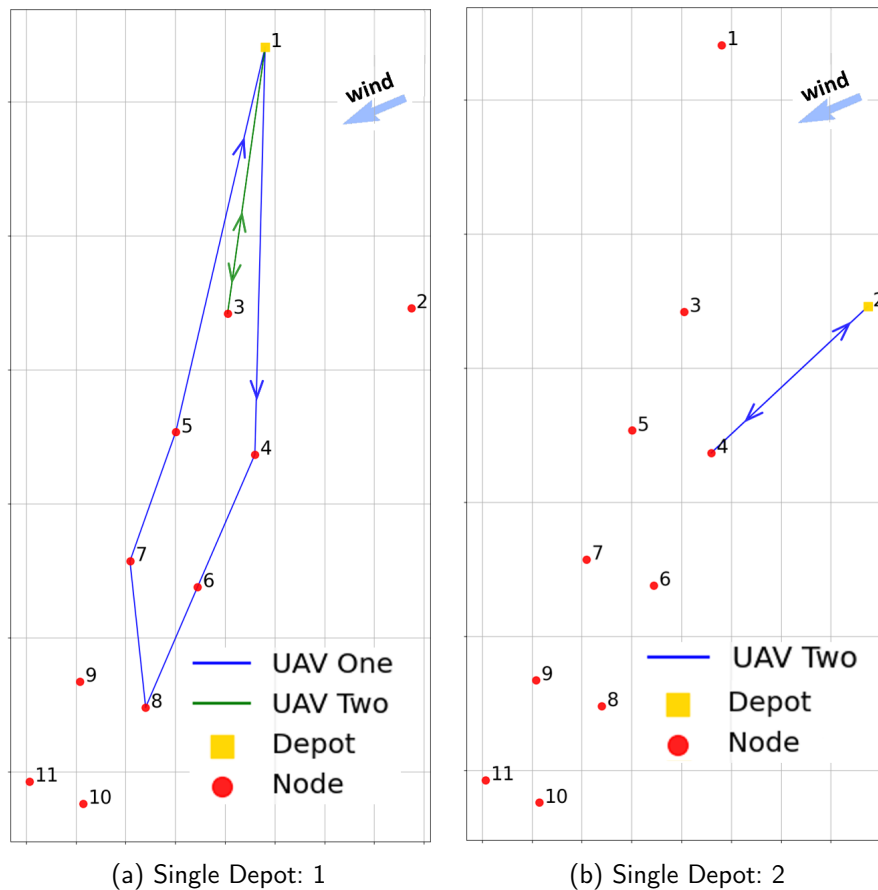 1
wind
3
2
5
4
7
6
9
8
11
10
UAV One
UAV Two
Depot
Node
(a) Single Depot: 1
1
wind
2
3
5
4
7
6
9
8
11
10
UAV Two
Depot
Node
(b) Single Depot: 2